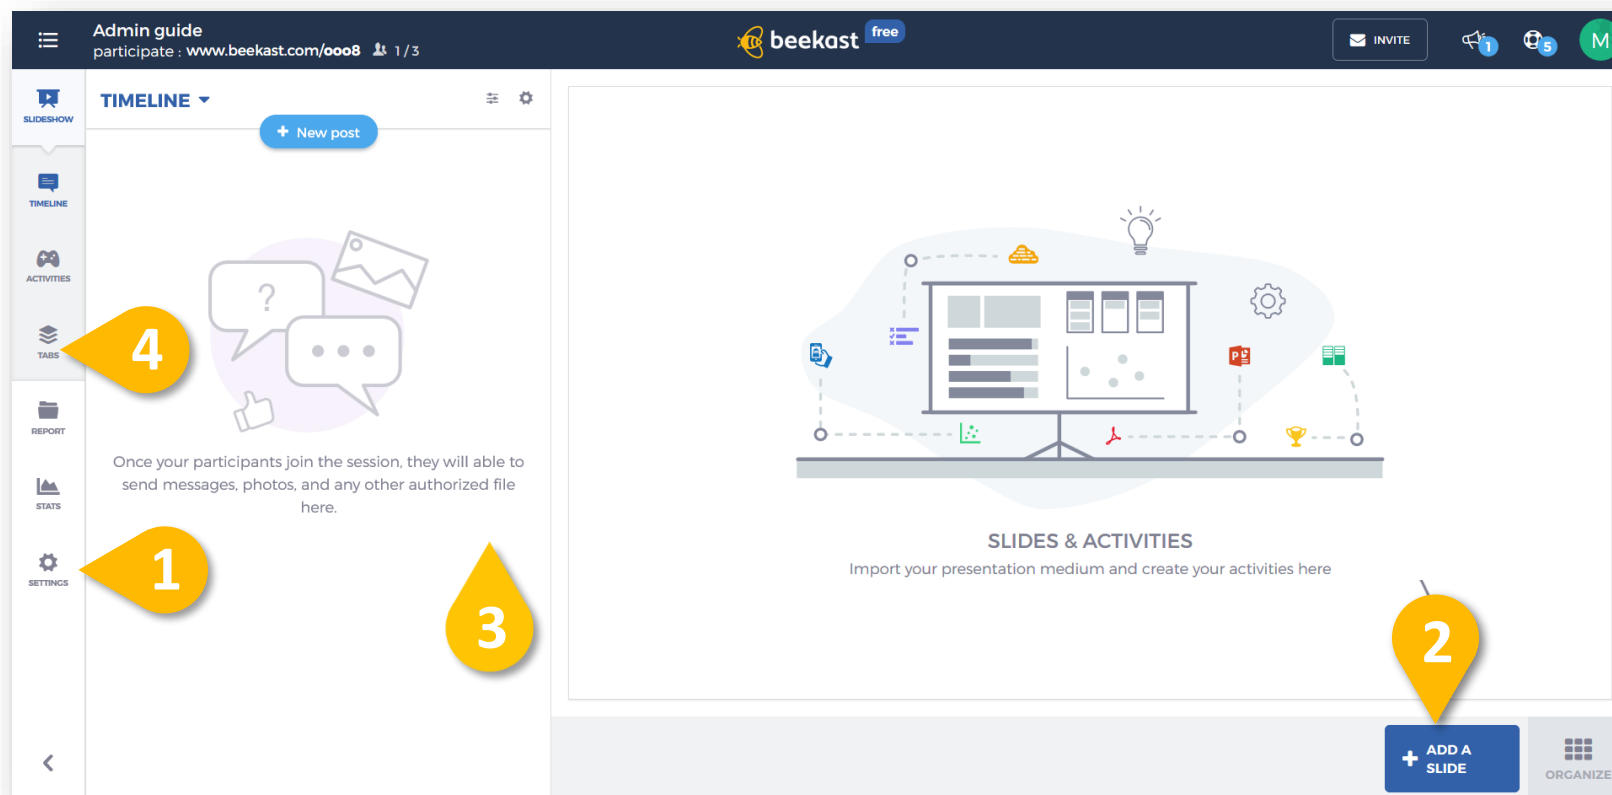 Admin guide
participate : www.beekast.com/ooo8 1 / 3
beekast free
INVITE
1
5
M
SLIDESHOW
TIMELINE
New post
TIMELINE
ACTIVITIES
?
TABS
4
REPORT
Once your participants join the session, they will able to
send messages, photos, and any other authorized file
here.
STATS
SETTINGS
1
3
P
SLIDES & ACTIVITIES
Import your presentation medium and create your activities here
2
+ ADD A
SLIDE
ORGANIZE